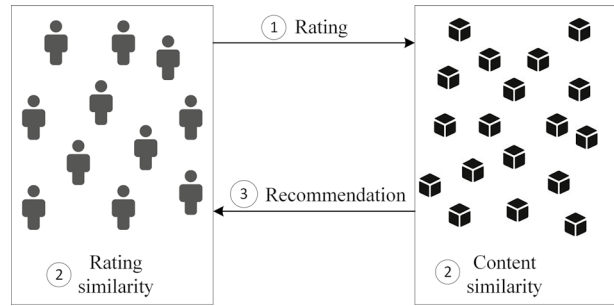 ① Rating
③ Recommendation
② Rating
similarity
② Content
similarity